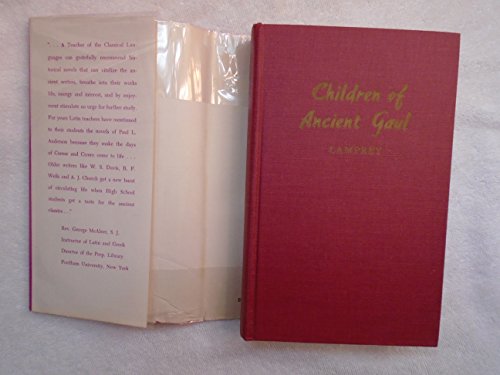 ". . . A Teacher of the Classical Lan-
guages can gratefully recommend his-
torical novels that can vitalize the an-
cient writers, breathe into their works
life, energy and interest, and by enjoy-
ment stimulate an urge for further study.
For years Latin teachers have mentioned
to their students the novels of Paul L.
Anderson because they make the days
of Caesar and Cicero come to life . . .
Older writers like W. S. Davis, B. F.
Wells and A. J. Church got a new burst
of circulating life when High School
students got a taste for the ancient
classics . . ."
Rev. George McAleer, S. J.
Instructor of Latin and Greek
Director of the Prep. Library
Fordham University, New York
Children of
Ancient Gaul
LAMPREY